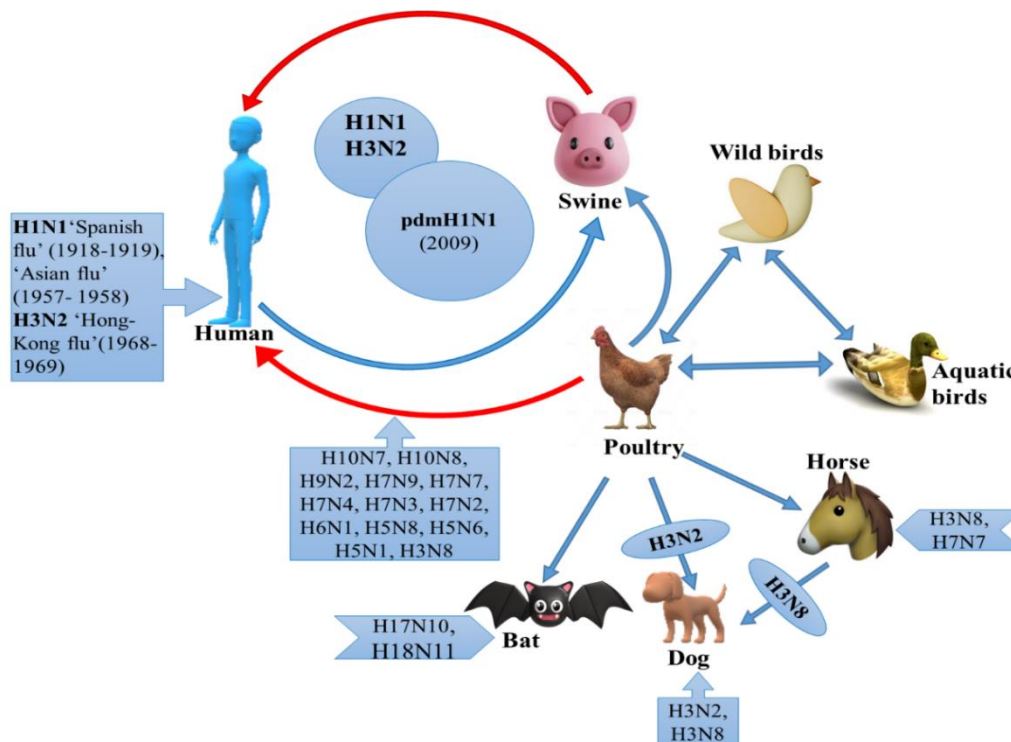 H1N1
H3N2
pdmH1N1
(2009)
Swine
Wild birds
H1N1‘Spanish
flu’ (1918-1919),
‘Asian flu’
(1957- 1958)
H3N2 ‘Hong-
Kong flu’(1968-
1969)
Human
Aquatic
birds
Poultry
H10N7, H10N8,
H9N2, H7N9, H7N7,
H7N4, H7N3, H7N2,
H6N1, H5N8, H5N6,
H5N1, H3N8
Horse
H3N8,
H7N7
H3N2
H3N8
H17N10,
H18N11
Bat
Dog
H3N2,
H3N8